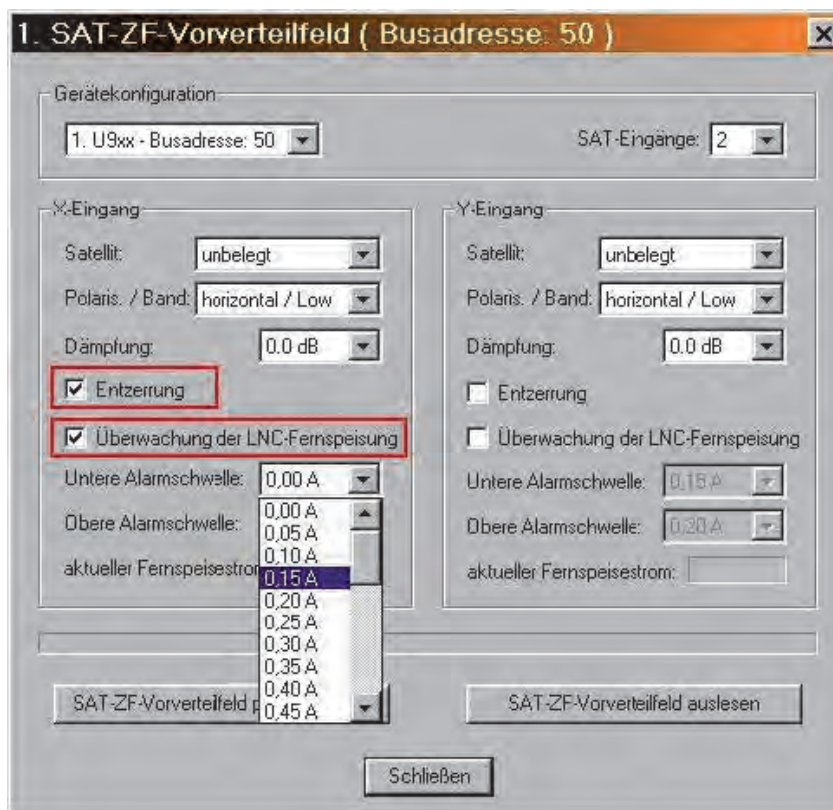 1. SAT-ZF-Vorverteilfeld ( Busadresse: 50 )
Gerätekonfiguration
1. U9xx - Busadresse: 50
SAT-Eingänge: 2
X-Eingang
Satellit: unbelegt
Polaris. / Band: horizontal / Low
Dämpfung: 0.0 dB
Entzerrung
Überwachung der LNC-Fernspeisung
Untere Alarmschwelle: 0,00 A
0,00 A
0,05 A
0,10 A
0,15 A
0,20 A
0,25 A
0,30 A
0,35 A
0,40 A
0,45 A
Obere Alarmschwelle:
aktueller Fernspeisestrom
Y-Eingang
Satellit: unbelegt
Polaris. / Band: horizontal / Low
Dämpfung: 0.0 dB
Entzerrung
Überwachung der LNC-Fernspeisung
Untere Alarmschwelle: 0,15 A
Obere Alarmschwelle: 0,20 A
aktueller Fernspeisestrom:
SAT-ZF-Vorverteilfeld
SAT-ZF-Vorverteilfeld auslesen
Schließen